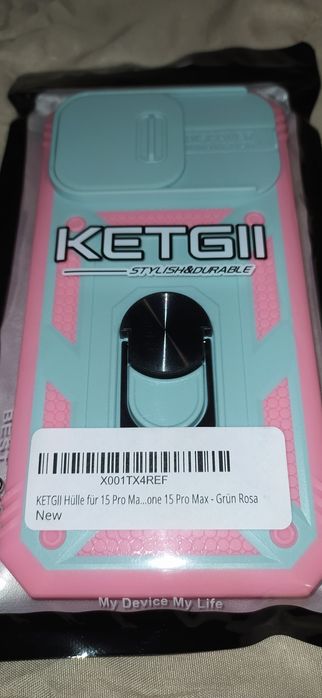 KETGII
STYLISH&DURABLE
X001TX4REF
KETGII Hülle für 15 Pro Ma...one 15 Pro Max - Grün Rosa
New
My Device My Life
BEST